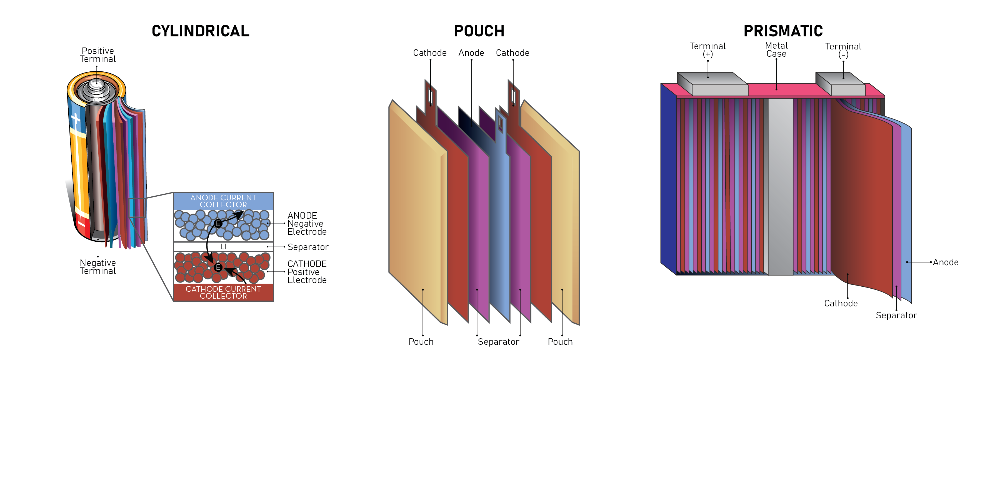 CYLINDRICAL
Positive
Terminal
+
Negative
Terminal
ANODE CURRENT
COLLECTOR
E
LI
E
CATHODE CURRENT
COLLECTOR
ANODE
Negative
Electrode
Separator
CATHODE
Positive
Electrode
POUCH
Cathode
Anode
Cathode
Pouch
Separator
Pouch
PRISMATIC
Terminal
(+)
Metal
Case
Terminal
(-)
Anode
Cathode
Separator